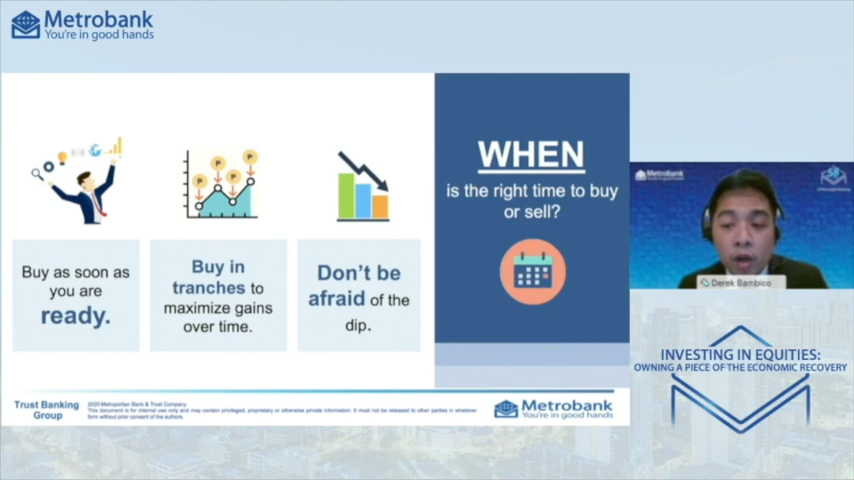 Metrobank
You're in good hands
Buy as soon as
you are
ready.
Buy in
tranches to
maximize gains
over time.
Don't be
afraid of the
dip.
WHEN
is the right time to buy
or sell?
P
P
P
P
Metrobank
You're in good hands
Derek Bambico
INVESTING IN EQUITIES:
OWNING A PIECE OF THE ECONOMIC RECOVERY
Trust Banking
Group
2020 Metropolitan Bank & Trust Company
This document is for internal use only and may contain privileged, proprietary or otherwise private information. It must not be released to other parties in whatever
form without prior consent of the authors.
Metrobank
You're in good hands